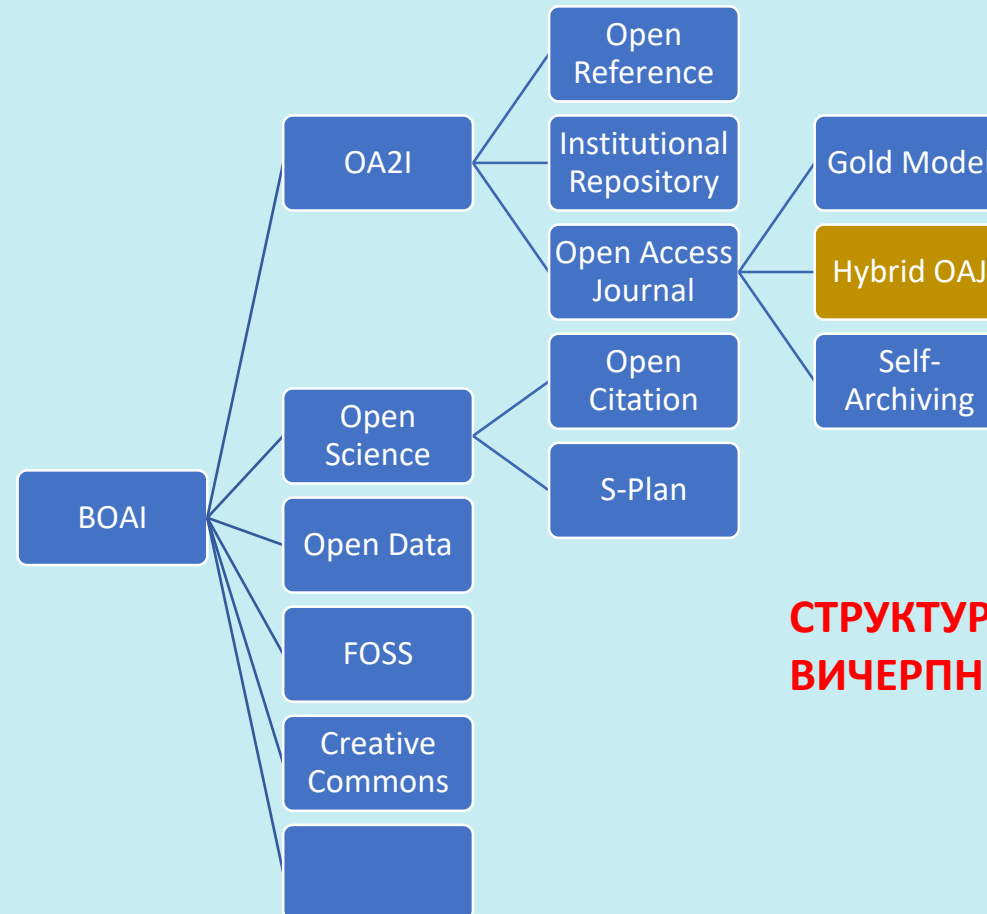 Open
Reference
OA2I
Institutional
Repository
Gold Model
Open Access
Journal
Hybrid OAJ
Self-
Archiving
Open
Citation
Open
Science
S-Plan
BOAI
Open Data
FOSS
Creative
Commons